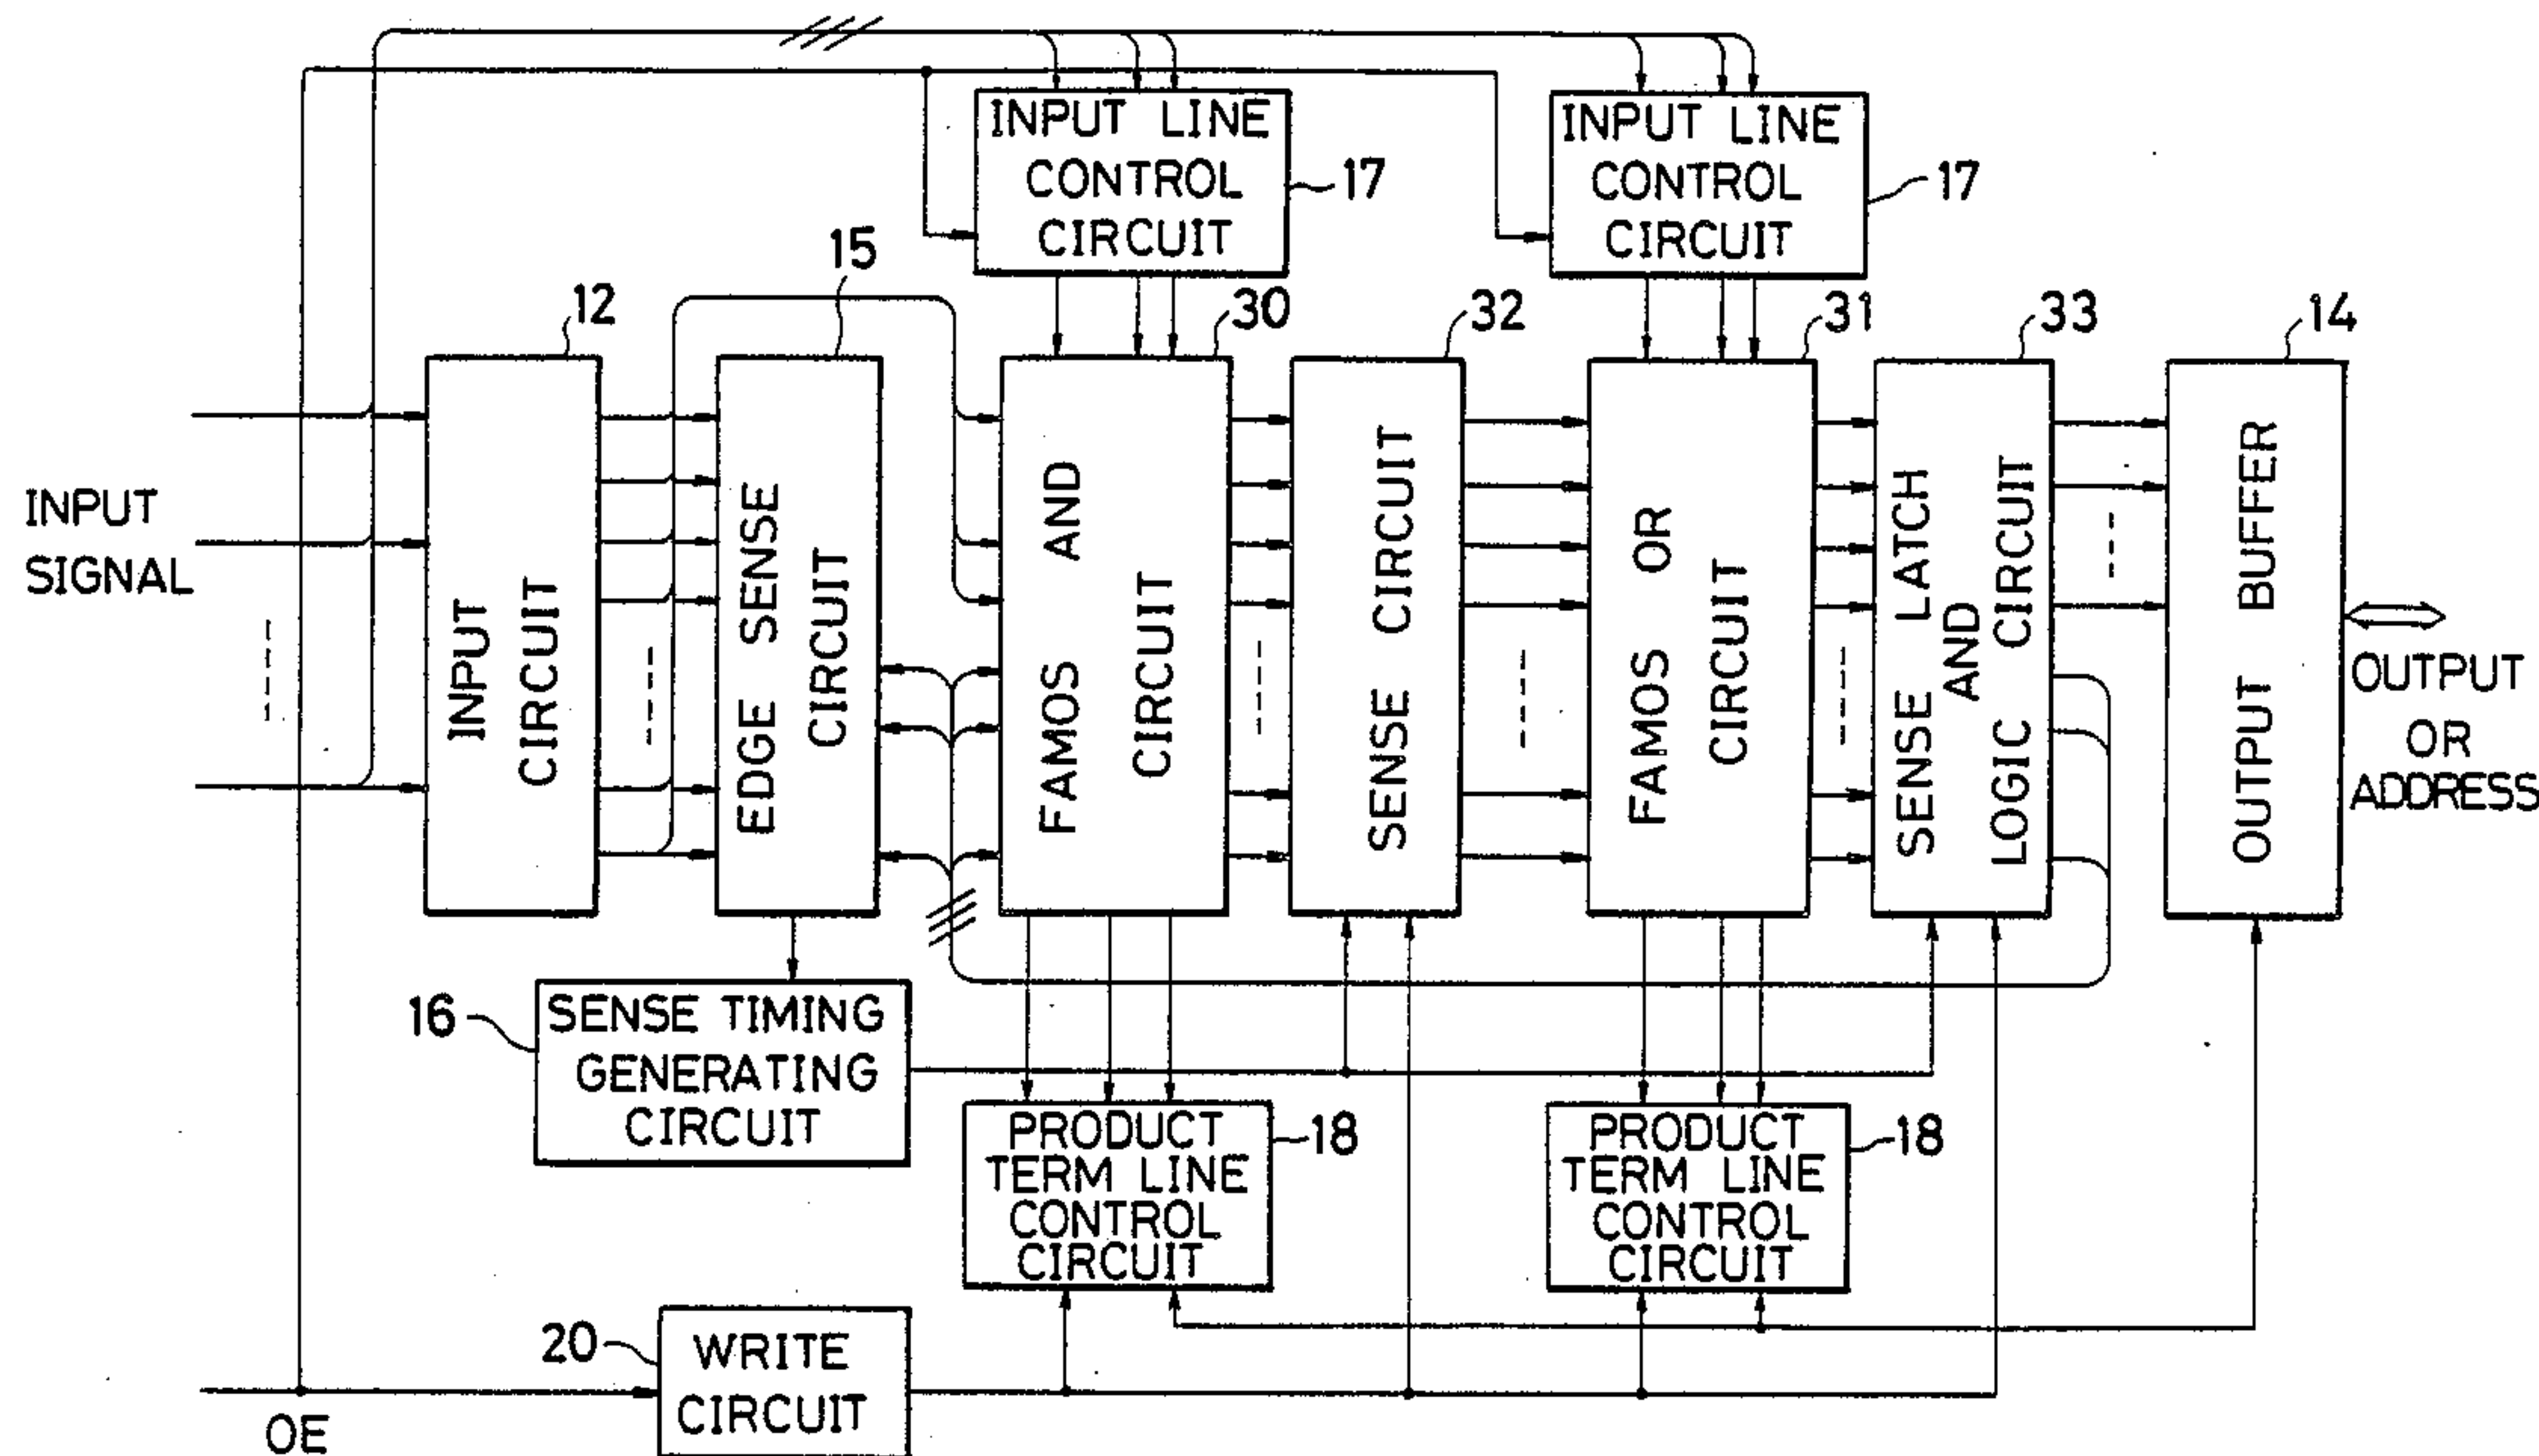 INPUT LINE
CONTROL
CIRCUIT
17
INPUT LINE
CONTROL
CIRCUIT
17
INPUT
SIGNAL
12
INPUT
CIRCUIT
15
EDGE SENSE
CIRCUIT
30
FAMOS AND
CIRCUIT
32
SENSE CIRCUIT
31
FAMOS OR
CIRCUIT
33
SENSE LATCH
AND
LOGIC CIRCUIT
14
OUTPUT BUFFER
OUTPUT
OR
ADDRESS
16
SENSE TIMING
GENERATING
CIRCUIT
PRODUCT
TERM LINE
CONTROL
CIRCUIT
18
PRODUCT
TERM LINE
CONTROL
CIRCUIT
18
20
WRITE
CIRCUIT
OE